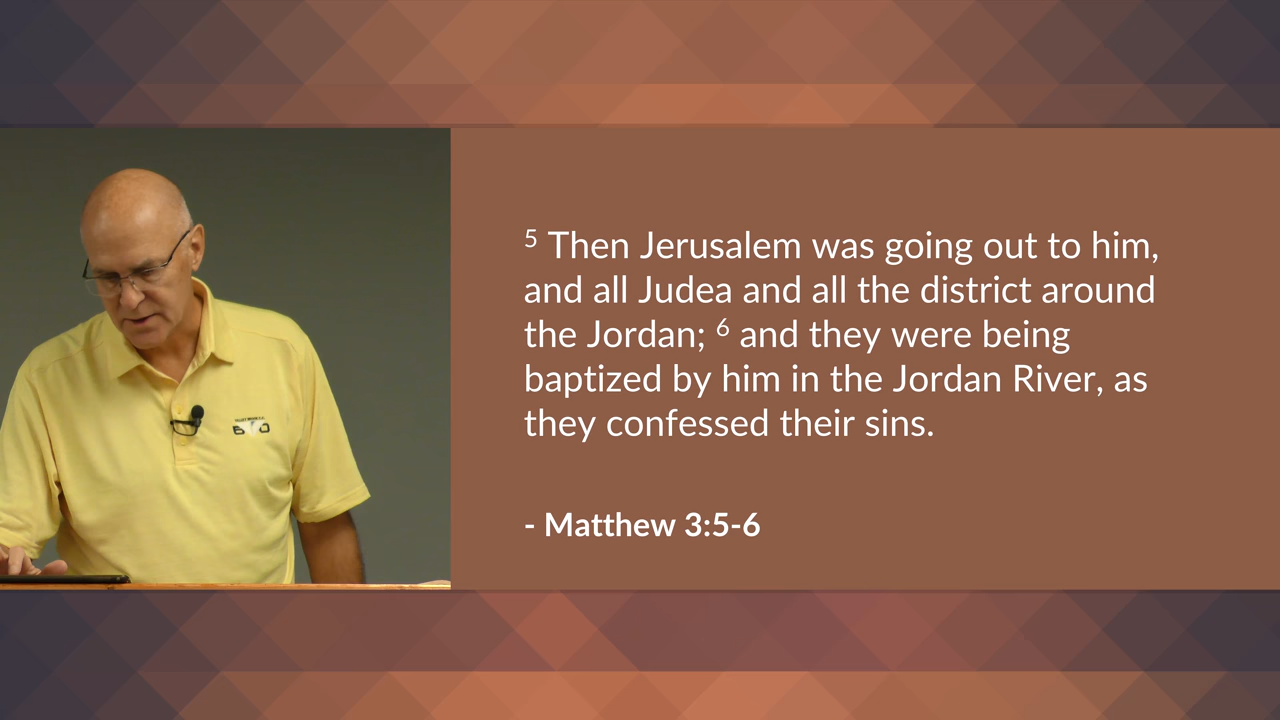 ⁵ Then Jerusalem was going out to him,
and all Judea and all the district around
the Jordan; ⁶ and they were being
baptized by him in the Jordan River, as
they confessed their sins.
- Matthew 3:5-6